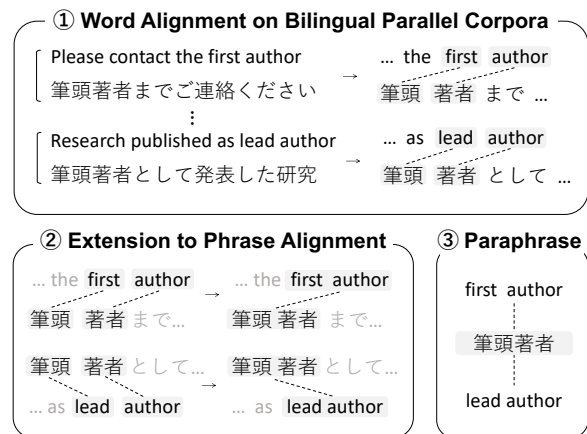 ① Word Alignment on Bilingual Parallel Corpora
Please contact the first author → ... the first author
筆頭著者までご連絡ください 筆頭 著者 まで ...
⋮
Research published as lead author → ... as lead author
筆頭著者として発表した研究 筆頭 著者 として ...
② Extension to Phrase Alignment
... the first author → ... the first author
筆頭 著者 まで... 筆頭 著者 まで...
筆頭 著者 として... → 筆頭 著者 として...
... as lead author ... as lead author
③ Paraphrase
first author
筆頭著者
lead author